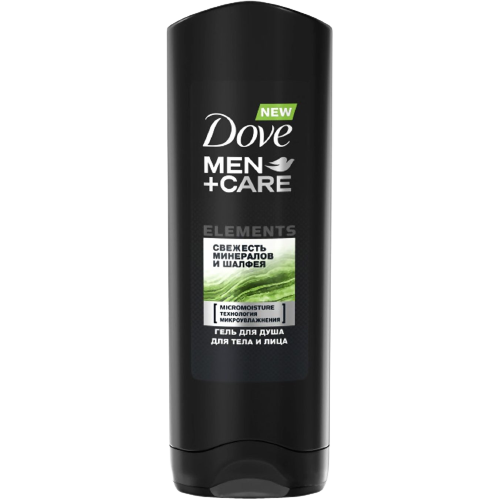 NEW
Dove
MEN
+CARE
ELEMENTS
СВЕЖЕСТЬ
МИНЕРАЛОВ
И ШАЛФЕЯ
MICROMOISTURE
ТЕХНОЛОГИЯ
МИКРОУВЛАЖНЕНИЯ
ГЕЛЬ ДЛЯ ДУША
ДЛЯ ТЕЛА И ЛИЦА